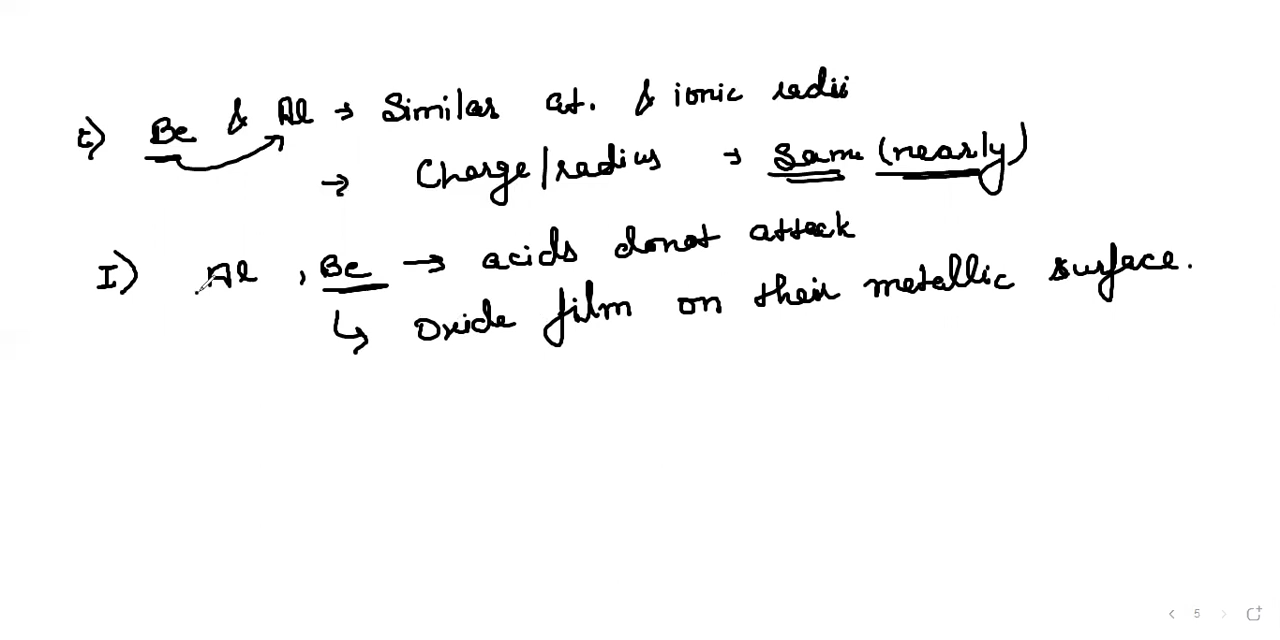 i) Be & Al → Similar at. & ionic radii
→ Charge/radius → Same (nearly)
I) Al, Be → acids donot attack
↳ Oxide film on their metallic surface.
5